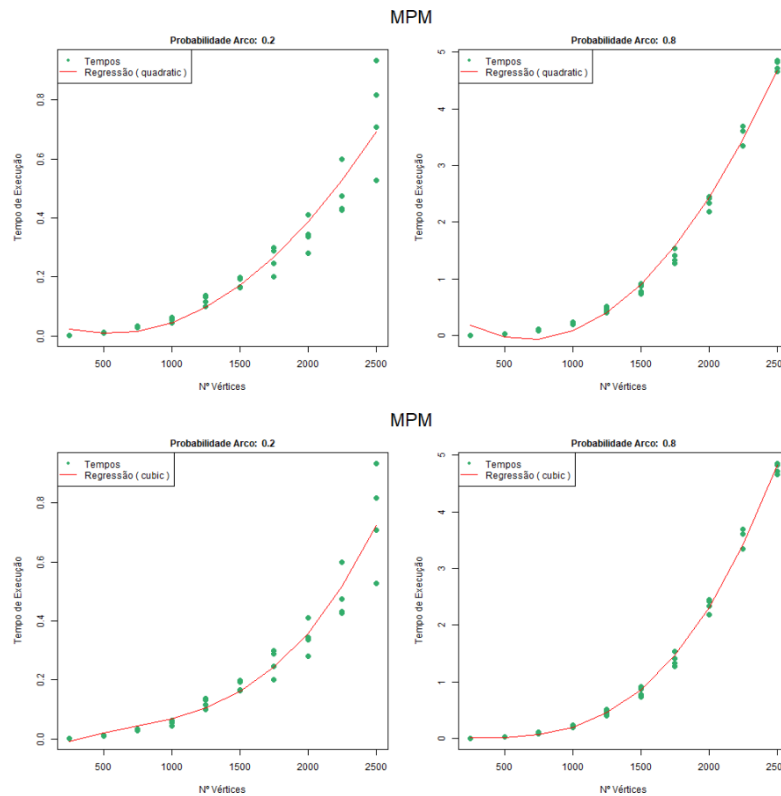 MPM
Probabilidade Arco: 0.2
Tempos
Regressão ( quadratic )
Tempo de Execução
0.0
0.2
0.4
0.6
0.8
500
1000
1500
2000
2500
Nº Vértices
Probabilidade Arco: 0.8
Tempos
Regressão ( quadratic )
Tempo de Execução
0
1
2
3
4
5
500
1000
1500
2000
2500
Nº Vértices
MPM
Probabilidade Arco: 0.2
Tempos
Regressão ( cubic )
Tempo de Execução
0.0
0.2
0.4
0.6
0.8
500
1000
1500
2000
2500
Nº Vértices
Probabilidade Arco: 0.8
Tempos
Regressão ( cubic )
Tempo de Execução
0
1
2
3
4
5
500
1000
1500
2000
2500
Nº Vértices